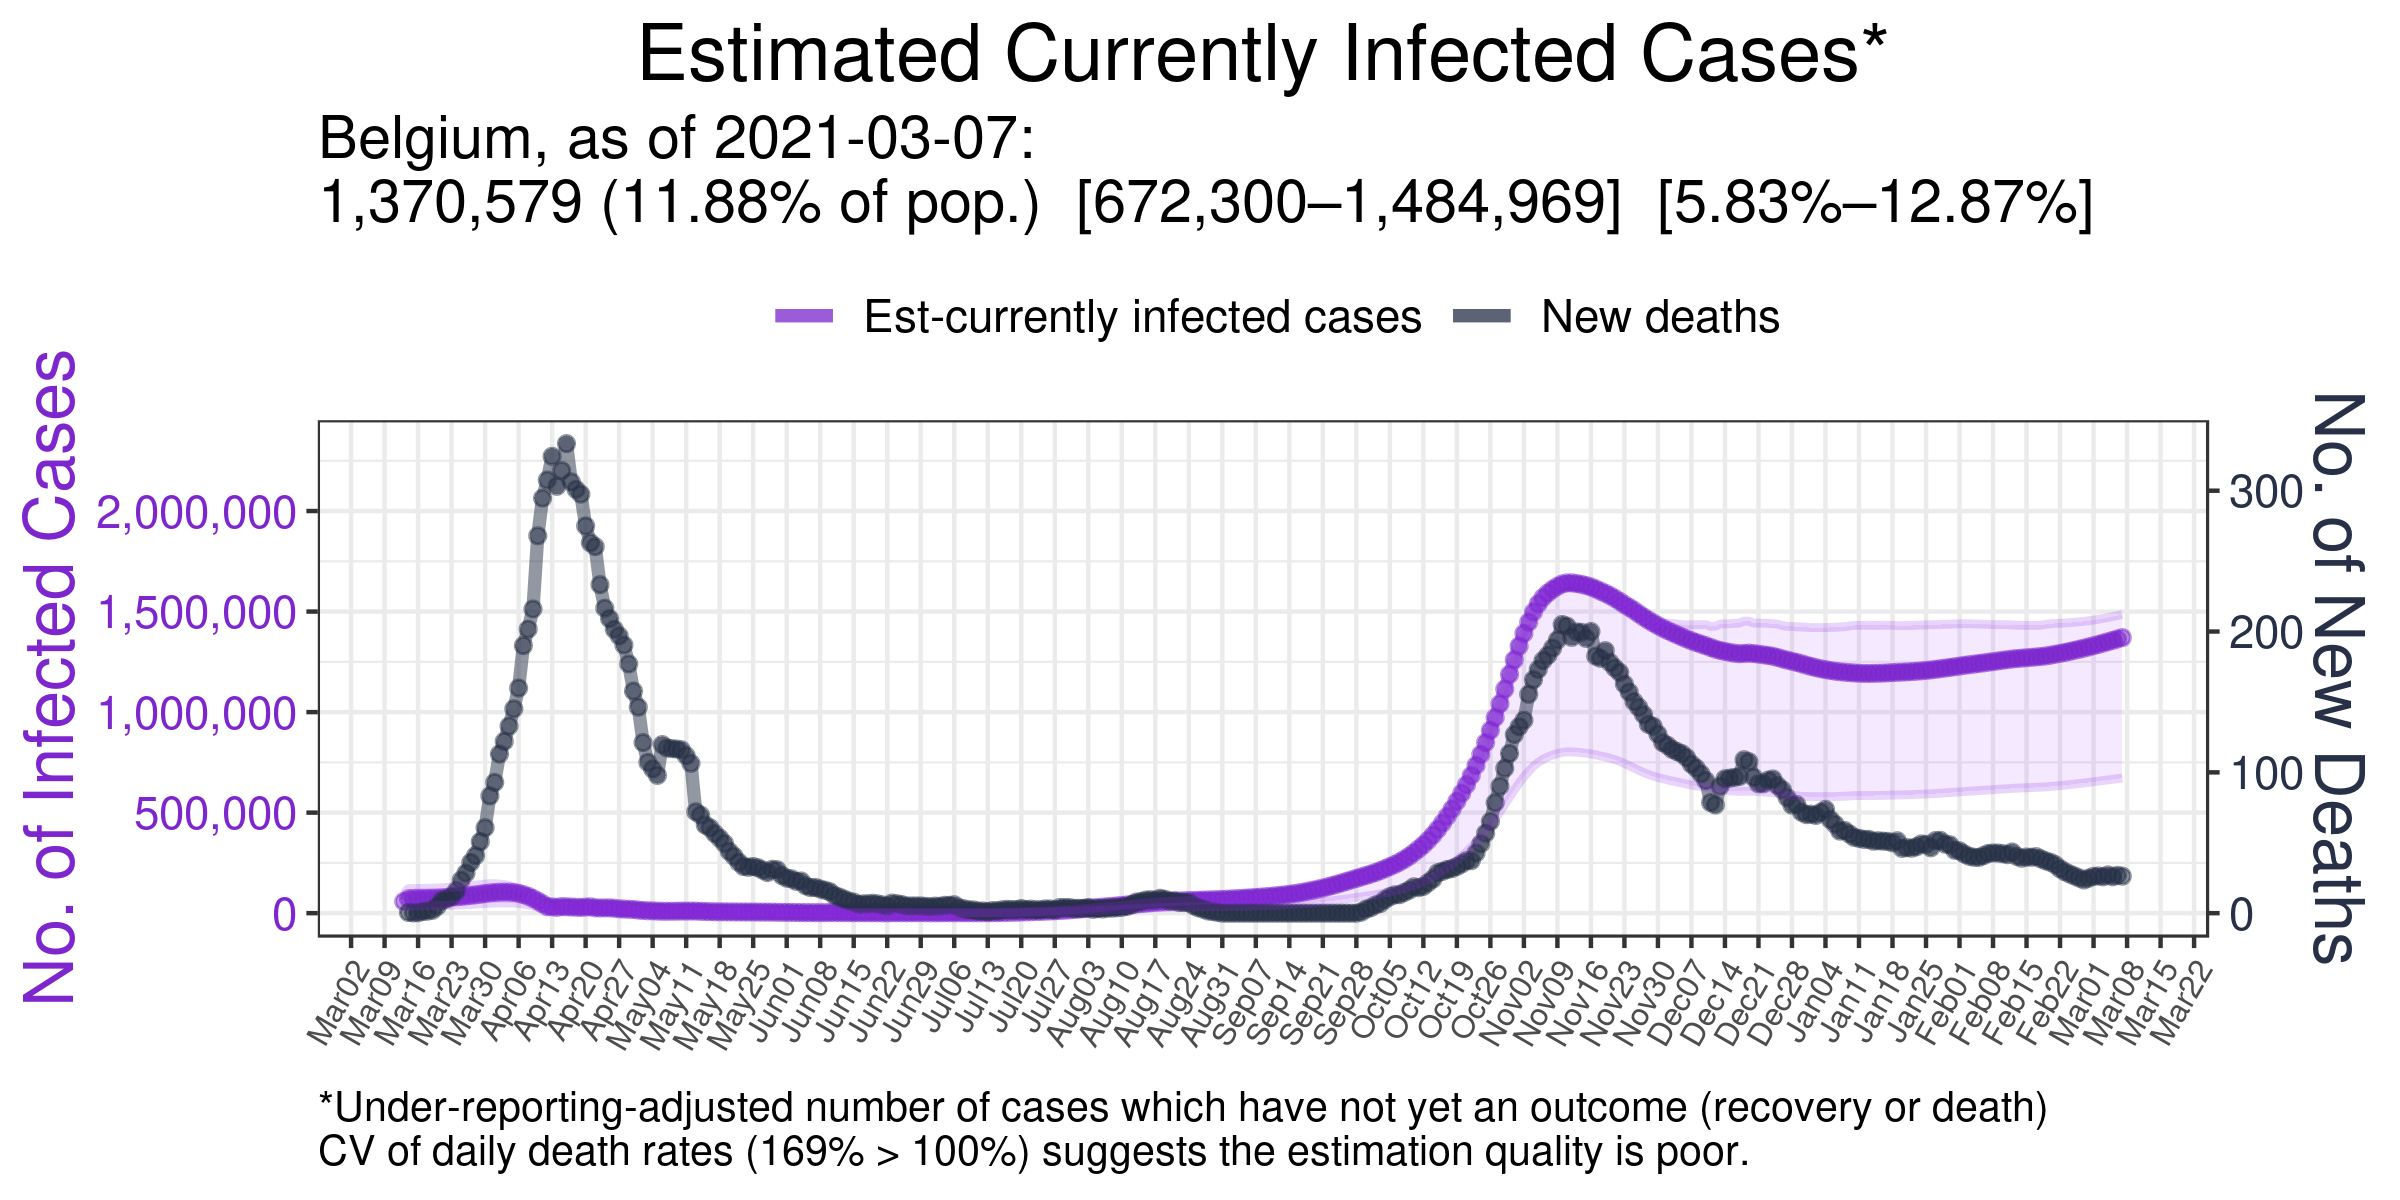 Estimated Currently Infected Cases*
Belgium, as of 2021-03-07:
1,370,579 (11.88% of pop.) [672,300–1,484,969] [5.83%–12.87%]
Est-currently infected cases
New deaths
No. of Infected Cases
2,000,000
1,500,000
1,000,000
500,000
0
300
200
100
0
No. of New Deaths
Mar02
Mar09
Mar16
Mar23
Mar30
Apr06
Apr13
Apr20
Apr27
May04
May11
May18
May25
Jun01
Jun08
Jun15
Jun22
Jun29
Jul06
Jul13
Jul20
Jul27
Aug03
Aug10
Aug17
Aug24
Aug31
Sep07
Sep14
Sep21
Sep28
Oct05
Oct12
Oct19
Oct26
Nov02
Nov09
Nov16
Nov23
Nov30
Dec07
Dec14
Dec21
Dec28
Jan04
Jan11
Jan18
Jan25
Feb01
Feb08
Feb15
Feb22
Mar01
Mar08
Mar15
Mar22
*Under-reporting-adjusted number of cases which have not yet an outcome (recovery or death)
CV of daily death rates (169% > 100%) suggests the estimation quality is poor.